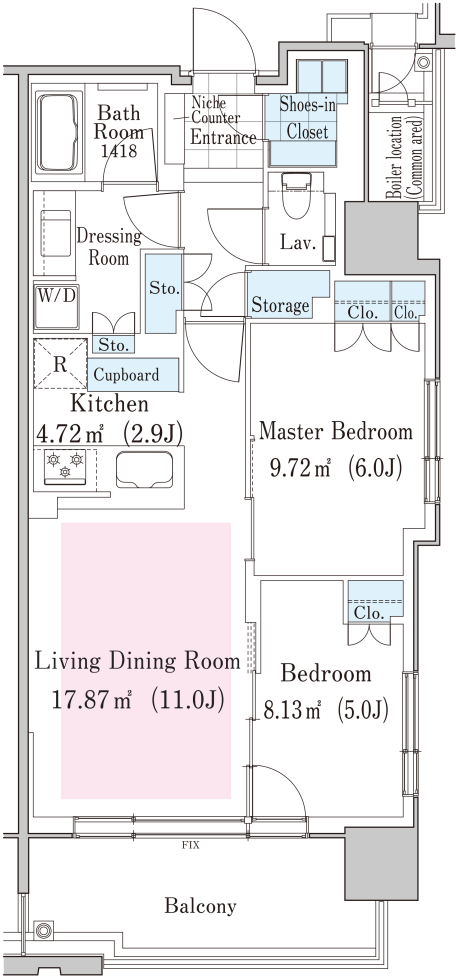 Niche
Counter
Entrance
Shoes-in
Closet
Bath
Room
1418
Boiler location
(Common ared)
Dressing
Room
Lav.
W/D
Sto.
Storage
Clo.
Clo.
Sto.
R
Cupboard
Kitchen
4.72㎡ (2.9J)
Master Bedroom
9.72㎡ (6.0J)
Clo.
Living Dining Room
17.87㎡ (11.0J)
Bedroom
8.13㎡ (5.0J)
FIX
Balcony